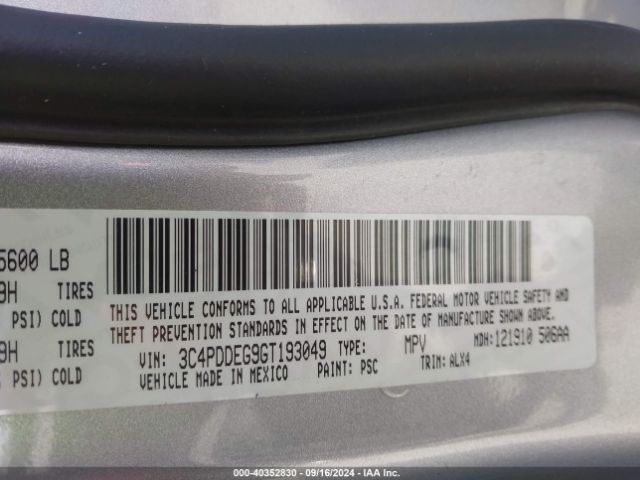 5600 LB
9H TIRES
PSI) COLD
9H TIRES
PSI) COLD
THIS VEHICLE CONFORMS TO ALL APPLICABLE U.S.A. FEDERAL MOTOR VEHICLE SAFETY AND
THEFT PREVENTION STANDARDS IN EFFECT ON THE DATE OF MANUFACTURE SHOWN ABOVE.
VIN: 3C4PDDEG9GT193049 TYPE: MPV MDH: 121910 506AA
VEHICLE MADE IN MEXICO PAINT: PSC TRIM: ALX4
000-40352830 - 09/16/2024 - IAA Inc.